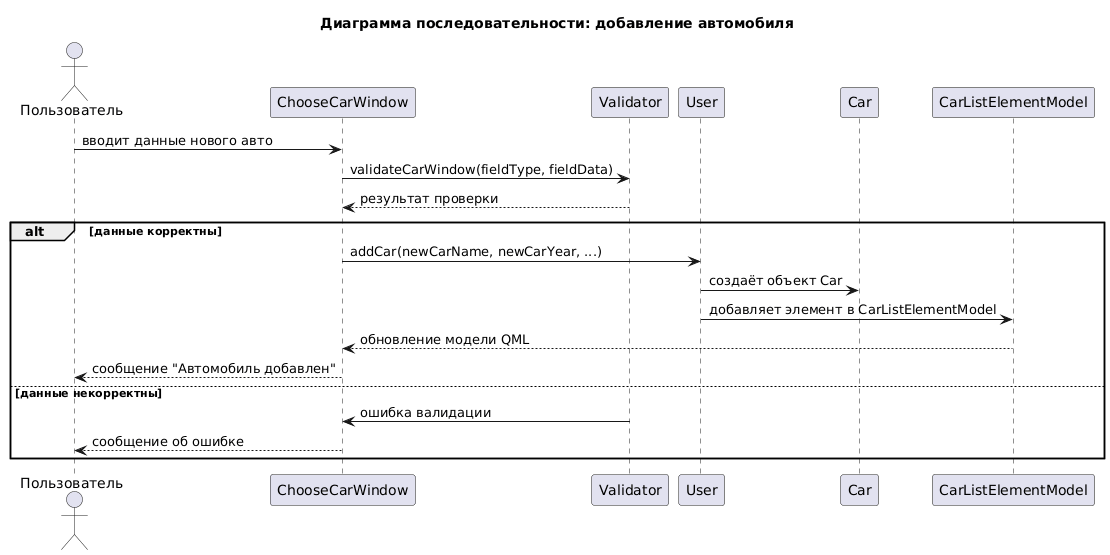 Диаграмма последовательности: добавление автомобиля
Пользователь
ChooseCarWindow
Validator
User
Car
CarListElementModel
вводит данные нового авто
validateCarWindow(fieldType, fieldData)
результат проверки
alt
[данные корректны]
addCar(newCarName, newCarYear, ...)
создаёт объект Car
добавляет элемент в CarListElementModel
обновление модели QML
сообщение "Автомобиль добавлен"
[данные некорректны]
ошибка валидации
сообщение об ошибке
Пользователь
ChooseCarWindow
Validator
User
Car
CarListElementModel